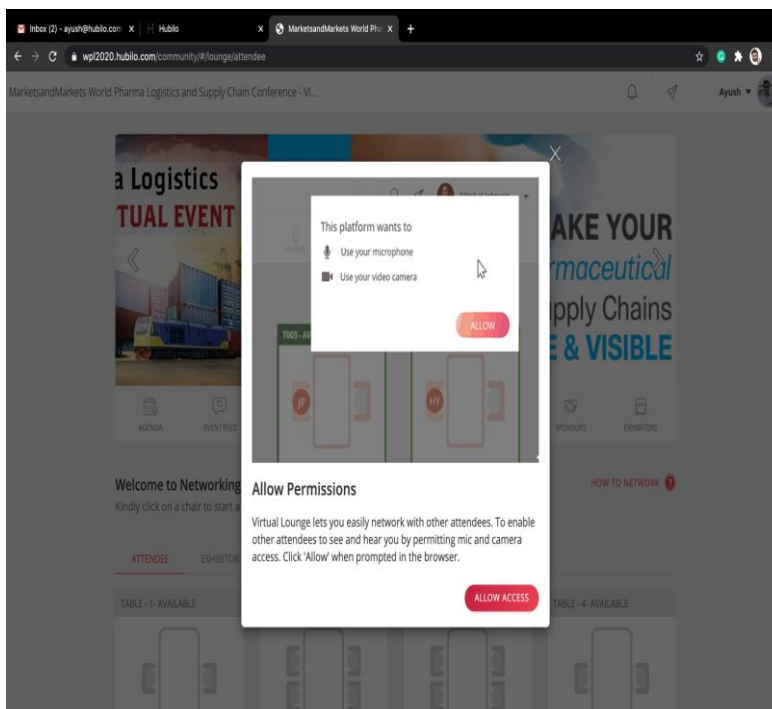 Inbox (2) - ayush@hubilo.com
Hubilo
MarketsandMarkets World Pha
wpl2020.hubilo.com/community/#/lounge/attendee
MarketsandMarkets World Pharma Logistics and Supply Chain Conference - VI...
Ayush
a Logistics
TUAL EVENT
AKE YOUR
rmaceutical
pply Chains
E & VISIBLE
This platform wants to
Use your microphone
Use your video camera
ALLOW
T003 - AV
JP
HY
AGENDA
EVENT FEED
SPONSORS
EXHIBITORS
Welcome to Networking
HOW TO NETWORK ?
Kindly click on a chair to start a
Allow Permissions
Virtual Lounge lets you easily network with other attendees. To enable
other attendees to see and hear you by permitting mic and camera
access. Click 'Allow' when prompted in the browser.
ALLOW ACCESS
ATTENDEE
EXHIBITOR
TABLE - 1- AVAILABLE
TABLE - 4- AVAILABLE